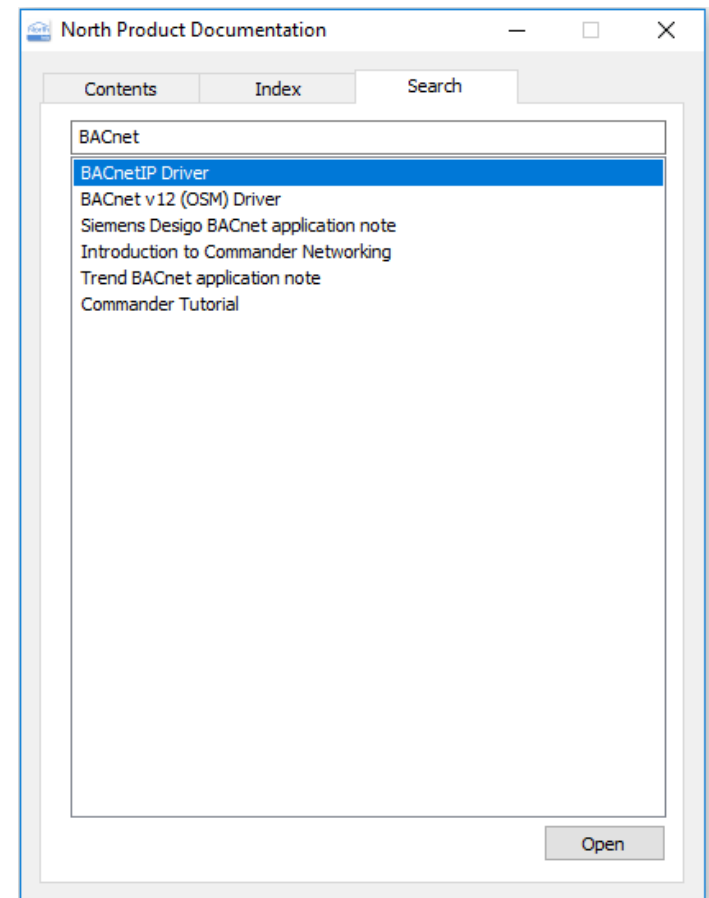 North Product Documentation
Contents Index Search
BACnet
BACnetIP Driver
BACnet v12 (OSM) Driver
Siemens Desigo BACnet application note
Introduction to Commander Networking
Trend BACnet application note
Commander Tutorial
Open